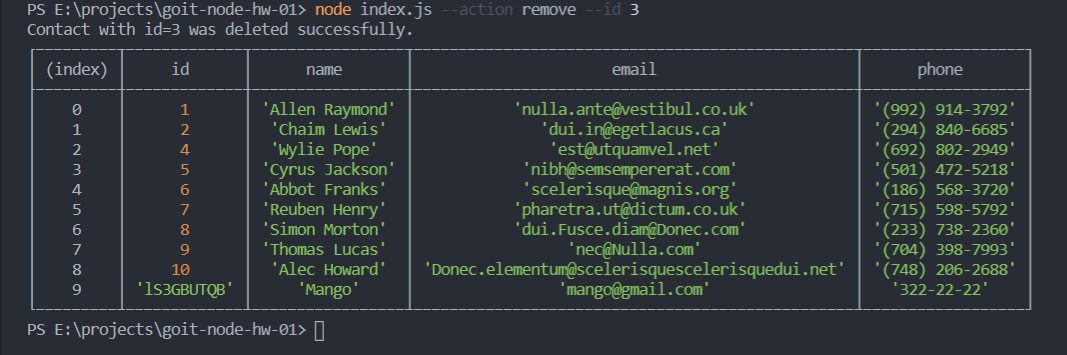 PS E:\projects\goit-node-hw-01> node index.js --action remove --id 3
Contact with id=3 was deleted successfully.
(index) id name email phone
0 1 'Allen Raymond' 'nulla.ante@vestibul.co.uk' '(992) 914-3792'
1 2 'Chaim Lewis' 'dui.in@egetlacus.ca' '(294) 840-6685'
2 4 'Wylie Pope' 'est@utquamvel.net' '(692) 802-2949'
3 5 'Cyrus Jackson' 'nibh@semsempererat.com' '(501) 472-5218'
4 6 'Abbot Franks' 'scelerisque@magnis.org' '(186) 568-3720'
5 7 'Reuben Henry' 'pharetra.ut@dictum.co.uk' '(715) 598-5792'
6 8 'Simon Morton' 'dui.Fusce.diam@Donec.com' '(233) 738-2360'
7 9 'Thomas Lucas' 'nec@Nulla.com' '(704) 398-7993'
8 10 'Alec Howard' 'Donec.elementum@scelerisquescelerisquedui.net' '(748) 206-2688'
9 'lS3GBUTQB' 'Mango' 'mango@gmail.com' '322-22-22'
PS E:\projects\goit-node-hw-01>